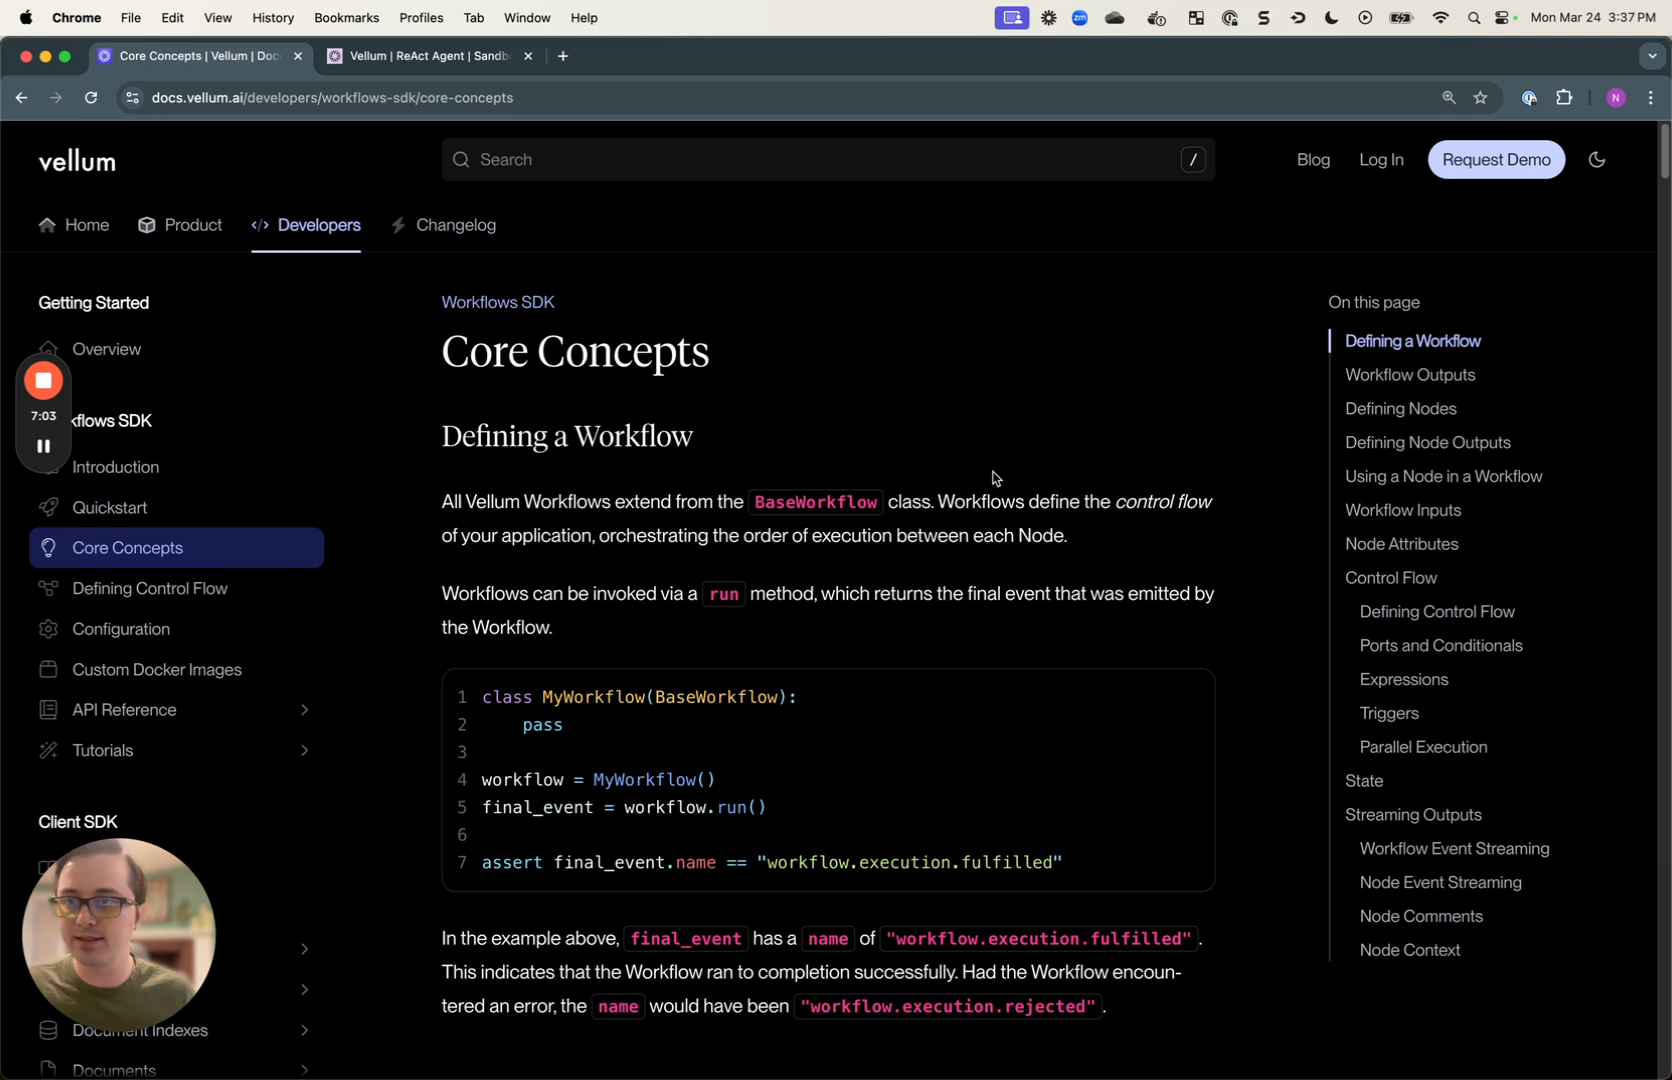 Chrome File Edit View History Bookmarks Profiles Tab Window Help
zm
S
Mon Mar 24 3:37 PM
Core Concepts | Vellum | Doc
Vellum | ReAct Agent | Sandb
docs.vellum.ai/developers/workflows-sdk/core-concepts
N
vellum
Search
/
Blog
Log In
Request Demo
Home
Product
</> Developers
Changelog
Getting Started
Overview
7:03
kflows SDK
Introduction
Quickstart
Core Concepts
Defining Control Flow
Configuration
Custom Docker Images
API Reference
Tutorials
Client SDK
Document Indexes
Documents
Workflows SDK
Core Concepts
Defining a Workflow
All Vellum Workflows extend from the BaseWorkflow class. Workflows define the control flow
of your application, orchestrating the order of execution between each Node.
Workflows can be invoked via a run method, which returns the final event that was emitted by
the Workflow.
1 class MyWorkflow(BaseWorkflow):
2     pass
3
4 workflow = MyWorkflow()
5 final_event = workflow.run()
6
7 assert final_event.name == "workflow.execution.fulfilled"
In the example above, final_event has a name of "workflow.execution.fulfilled".
This indicates that the Workflow ran to completion successfully. Had the Workflow encoun-
tered an error, the name would have been "workflow.execution.rejected".
On this page
Defining a Workflow
Workflow Outputs
Defining Nodes
Defining Node Outputs
Using a Node in a Workflow
Workflow Inputs
Node Attributes
Control Flow
Defining Control Flow
Ports and Conditionals
Expressions
Triggers
Parallel Execution
State
Streaming Outputs
Workflow Event Streaming
Node Event Streaming
Node Comments
Node Context